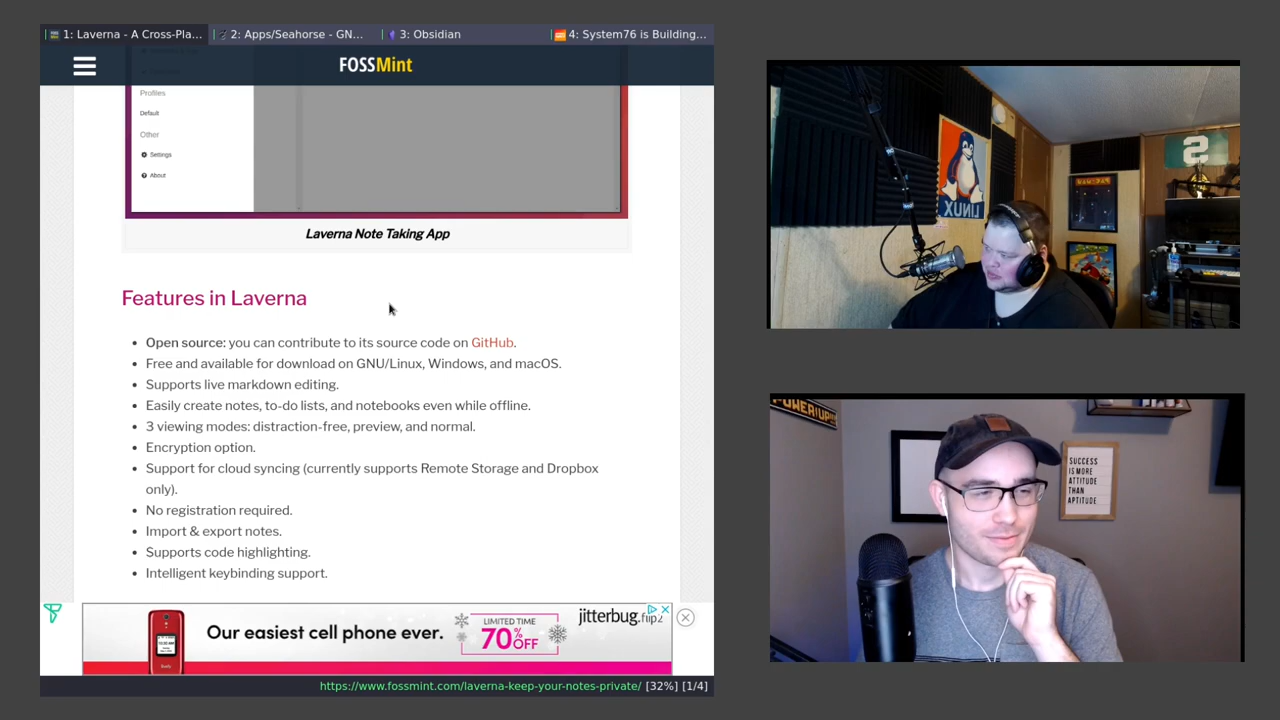 1: Laverna - A Cross-Pla...
2: Apps/Seahorse - GN...
3: Obsidian
4: System76 is Building...
FOSSMint
Profiles
Default
Other
Settings
About
Laverna Note Taking App
Features in Laverna
Open source: you can contribute to its source code on GitHub.
Free and available for download on GNU/Linux, Windows, and macOS.
Supports live markdown editing.
Easily create notes, to-do lists, and notebooks even while offline.
3 viewing modes: distraction-free, preview, and normal.
Encryption option.
Support for cloud syncing (currently supports Remote Storage and Dropbox
only).
No registration required.
Import & export notes.
Supports code highlighting.
Intelligent keybinding support.
Our easiest cell phone ever.
LIMITED TIME
70% OFF
jitterbug.flip2
https://www.fossmint.com/laverna-keep-your-notes-private/ [32%] [1/4]
LINUX
POWER UP!
SUCCESS
IS MORE
ATTITUDE
THAN
APTITUDE